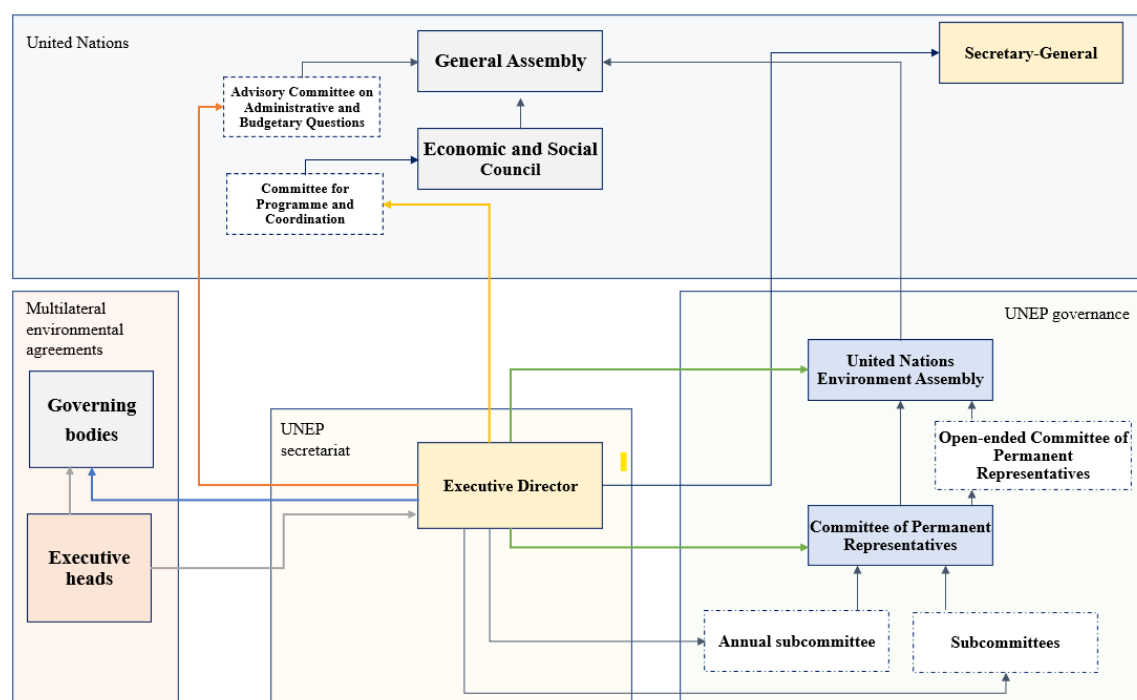 United Nations
General Assembly
Secretary-General
Advisory Committee on
Administrative and
Budgetary Questions
Economic and Social
Council
Committee for
Programme and
Coordination
Multilateral
environmental
agreements
Governing
bodies
Executive
heads
UNEP
secretariat
Executive Director
UNEP governance
United Nations
Environment Assembly
Open-ended Committee of
Permanent
Representatives
Committee of Permanent
Representatives
Annual subcommittee
Subcommittees